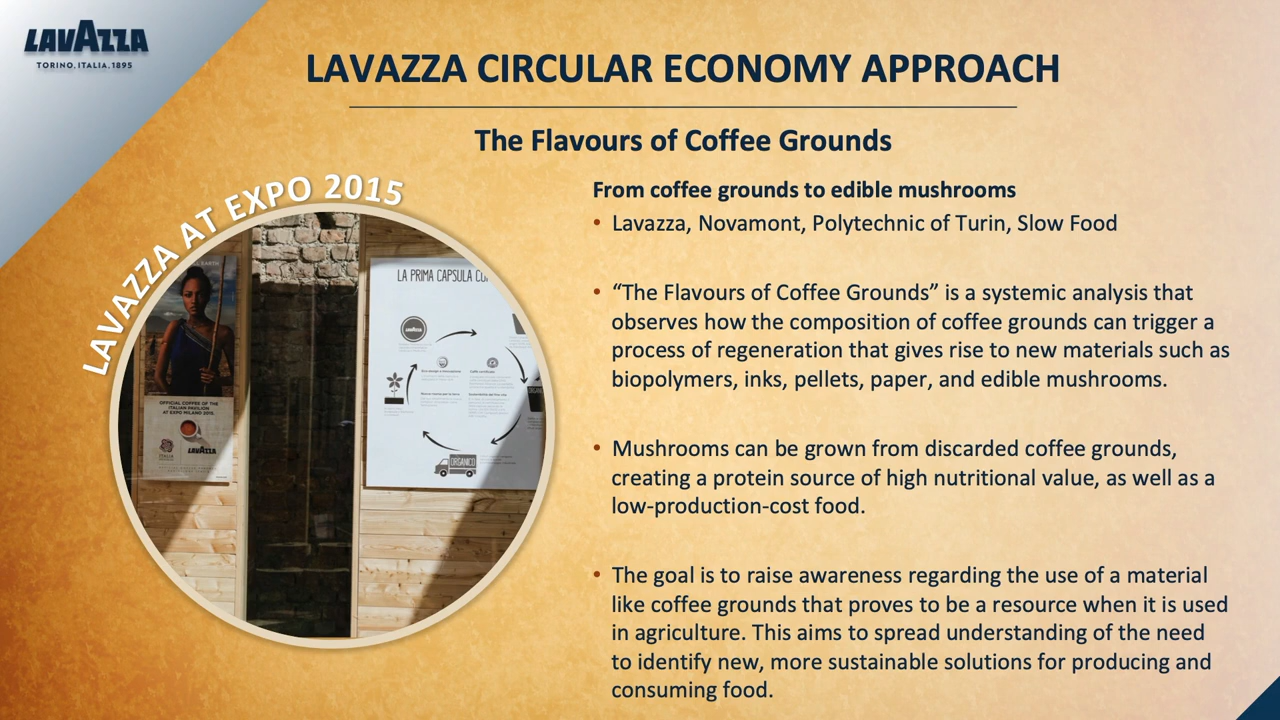 LAVAZZA
TORINO, ITALIA, 1895
LAVAZZA CIRCULAR ECONOMY APPROACH
The Flavours of Coffee Grounds
LAVAZZA AT EXPO 2015
From coffee grounds to edible mushrooms
• Lavazza, Novamont, Polytechnic of Turin, Slow Food
• “The Flavours of Coffee Grounds” is a systemic analysis that
observes how the composition of coffee grounds can trigger a
process of regeneration that gives rise to new materials such as
biopolymers, inks, pellets, paper, and edible mushrooms.
• Mushrooms can be grown from discarded coffee grounds,
creating a protein source of high nutritional value, as well as a
low-production-cost food.
• The goal is to raise awareness regarding the use of a material
like coffee grounds that proves to be a resource when it is used
in agriculture. This aims to spread understanding of the need
to identify new, more sustainable solutions for producing and
consuming food.
EARTH
OFFICIAL COFFEE OF THE
ITALIAN PAVILION
AT EXPO MILANO 2015.
LAVAZZA
LA PRIMA CAPSULA
LAVAZZA
ORGANICO